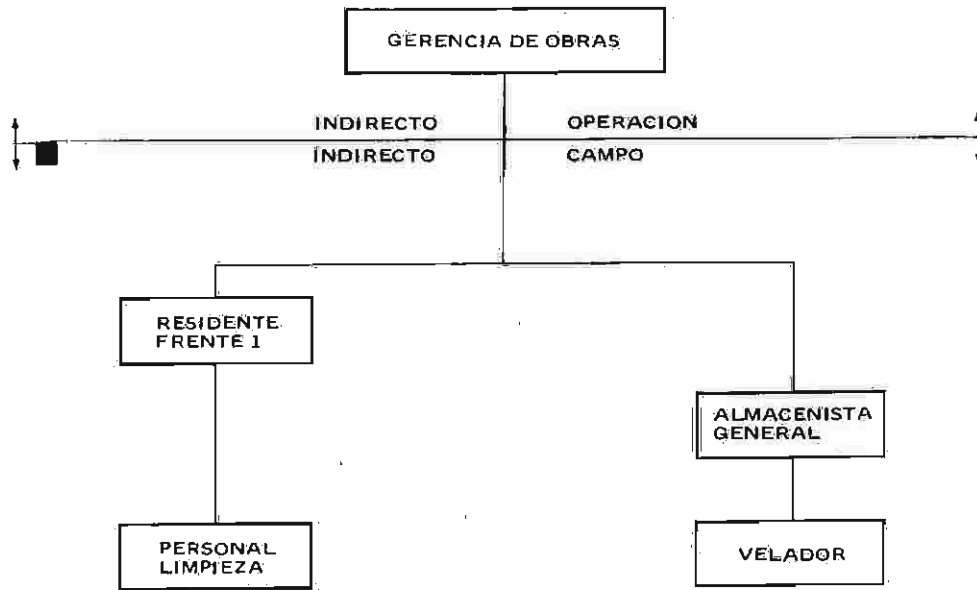 GERENCIA DE OBRAS
INDIRECTO OPERACION
INDIRECTO CAMPO
RESIDENTE
FRENTE 1
ALMACENISTA
GENERAL
PERSONAL
LIMPIEZA
VELADOR